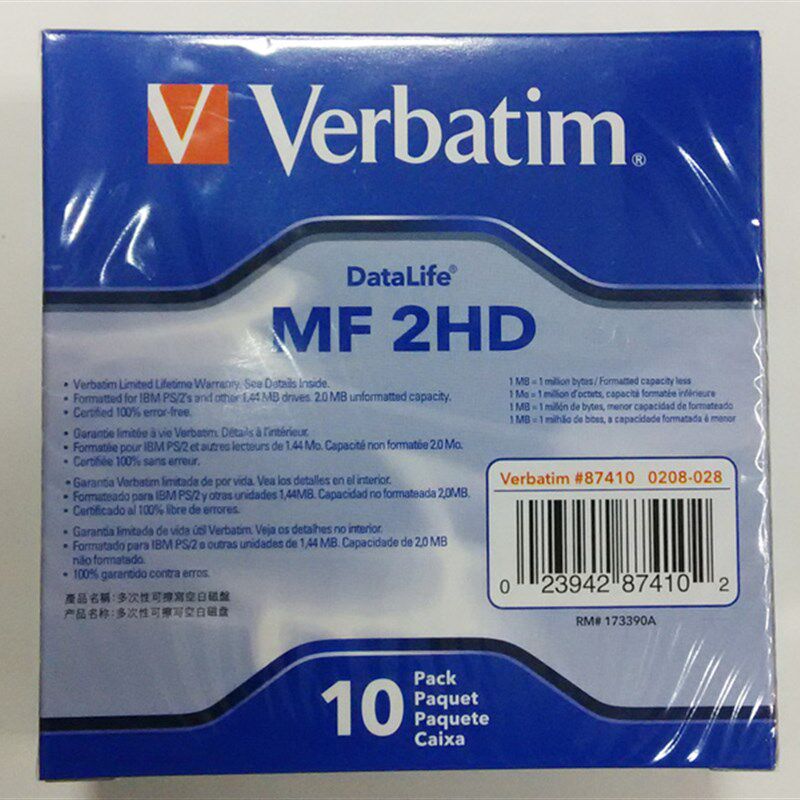 V Verbatim®
DataLife®
MF 2HD
• Verbatim Limited Lifetime Warranty. See Details Inside.
• Formatted for IBM PS/2's and other 1.44 MB drives. 2.0 MB unformatted capacity.
• Certified 100% error-free.
• Garantie limitée à vie Verbatim. Détails à l'intérieur.
• Formatée pour IBM PS/2 et autres lecteurs de 1.44 Mo. Capacité non formatée 2.0 Mo.
• Certifiée 100% sans erreur.
• Garantia Verbatim limitada de por vida. Vea los detalles en el interior.
• Formateado para IBM PS/2 y otras unidades 1,44MB. Capacidad no formateada 2,0MB.
• Certificado al 100% libre de errores.
• Garantia limitada de vida útil Verbatim. Veja os detalhes no interior.
• Formatado para IBM PS/2 e outras unidades de 1,44 MB. Capacidade de 2,0 MB
não formatado.
• 100% garantido contra erros.
產品名稱：多次性可擦寫空白磁盤
产品名称：多次性可擦写空白磁盘
1 MB = 1 million bytes / Formatted capacity less
1 Mo = 1 million d'octets, capacité formatée inférieure
1 MB = 1 millón de bytes, menor capacidad de formateado
1 MB = 1 milhão de bites, a capacidade formatada é menor
Verbatim #87410 0208-028
0 23942 87410 2
RM# 173390A
10
Pack
Paquet
Paquete
Caixa